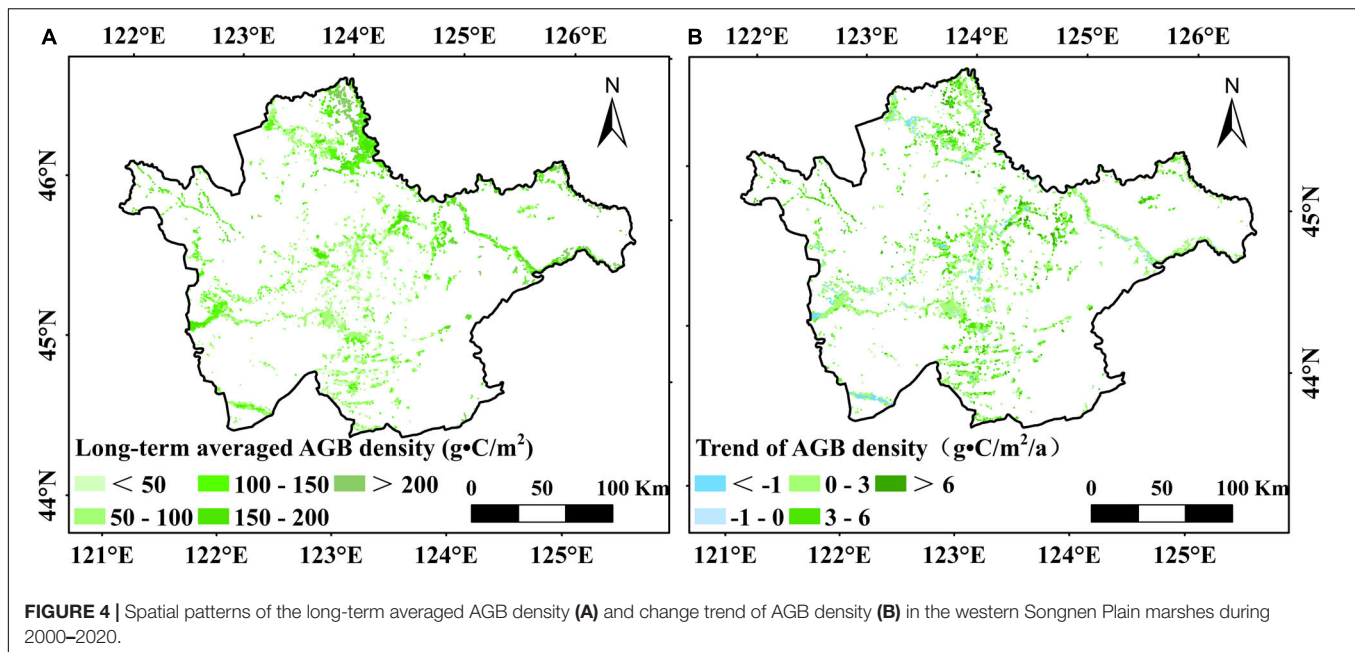 A
122°E 123°E 124°E 125°E 126°E
N
46°N
45°N
44°N
Long-term averaged AGB density (g•C/m²)
< 50 100 - 150 > 200
50 - 100 150 - 200
0 50 100 Km
121°E 122°E 123°E 124°E 125°E
B
122°E 123°E 124°E 125°E 126°E
N
45°N
44°N
Trend of AGB density（g•C/m²/a）
< -1 0 - 3 > 6
-1 - 0 3 - 6
0 50 100 Km
121°E 122°E 123°E 124°E 125°E
FIGURE 4 | Spatial patterns of the long-term averaged AGB density (A) and change trend of AGB density (B) in the western Songnen Plain marshes during
2000–2020.